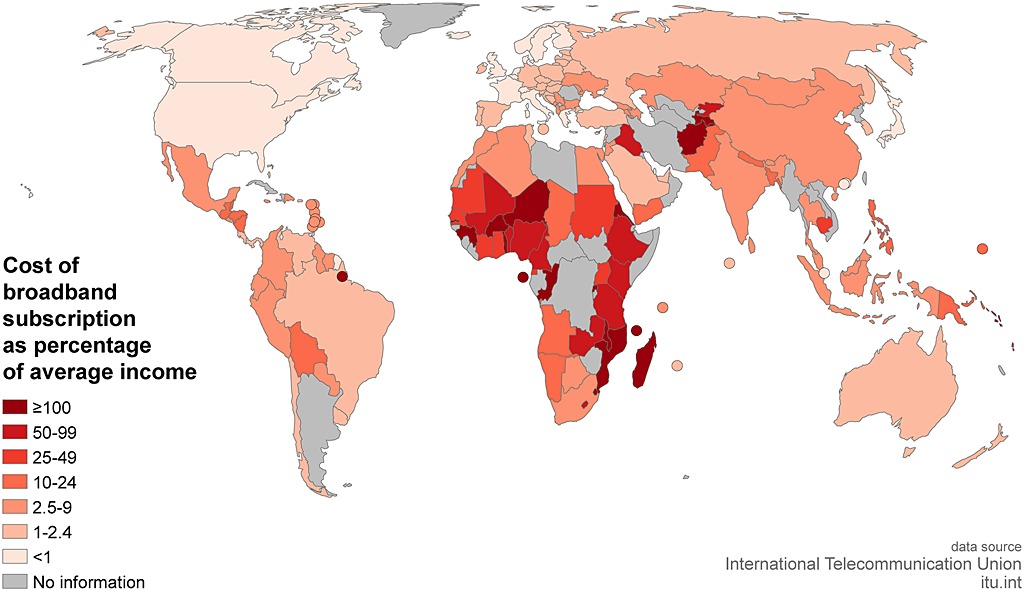 Cost of
broadband
subscription
as percentage
of average income
≥100
50-99
25-49
10-24
2.5-9
1-2.4
<1
No information
data source
International Telecommunication Union
itu.int